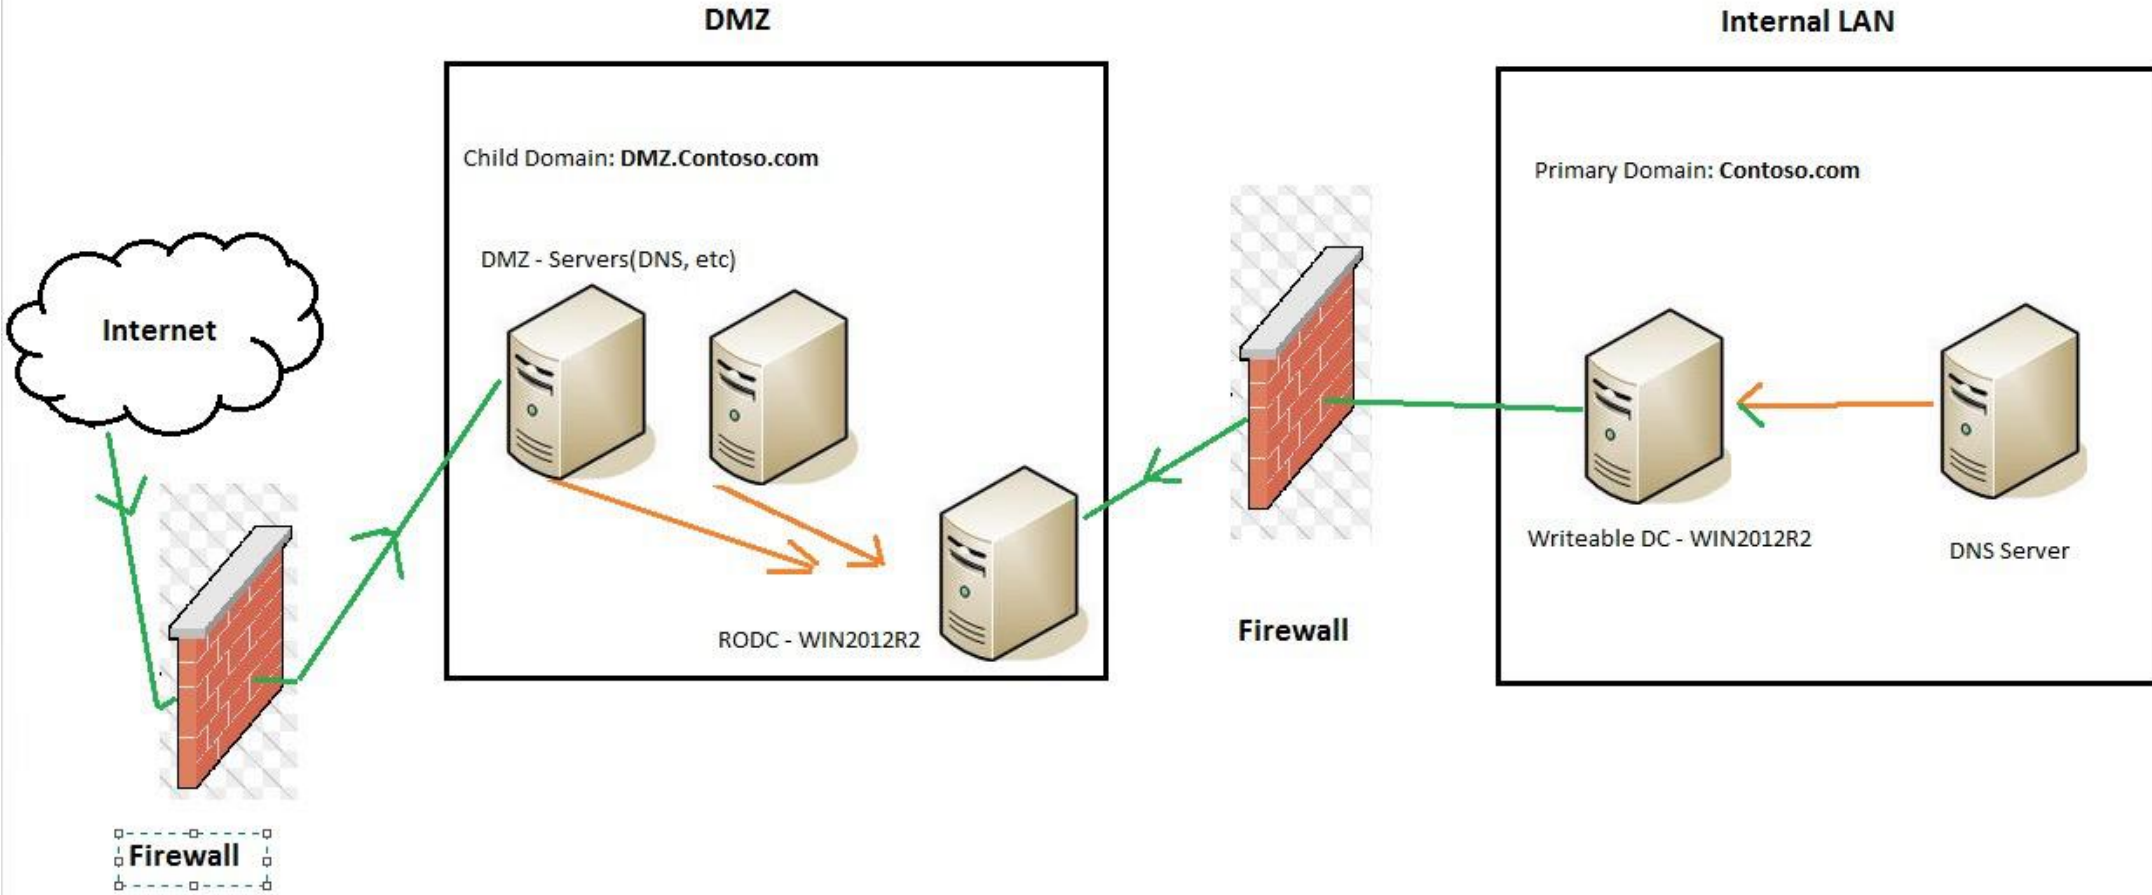 DMZ
Internal LAN
Child Domain: DMZ.Contoso.com
Primary Domain: Contoso.com
DMZ - Servers(DNS, etc)
Internet
Writeable DC - WIN2012R2
DNS Server
RODC - WIN2012R2
Firewall
Firewall